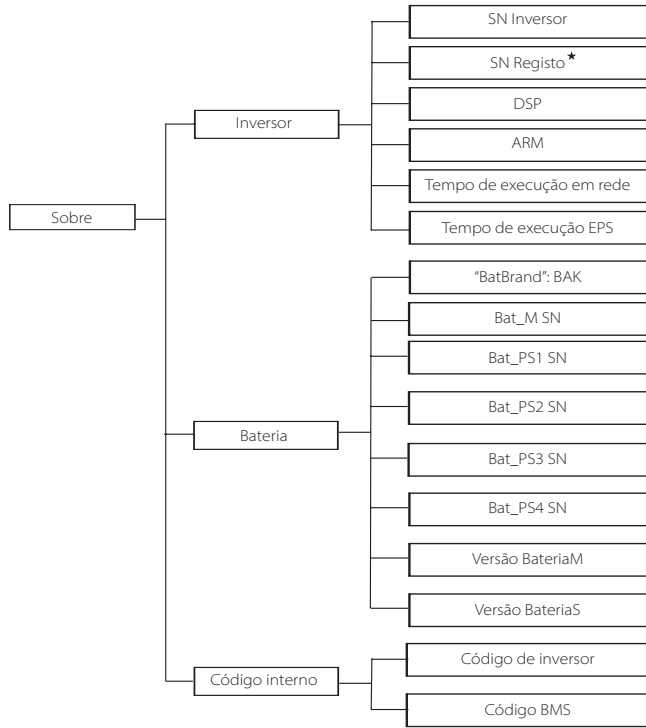 Sobre
Inversor
SN Inversor
SN Registo★
DSP
ARM
Tempo de execução em rede
Tempo de execução EPS
Bateria
“BatBrand”: BAK
Bat_M SN
Bat_PS1 SN
Bat_PS2 SN
Bat_PS3 SN
Bat_PS4 SN
Versão BateriaM
Versão BateriaS
Código interno
Código de inversor
Código BMS